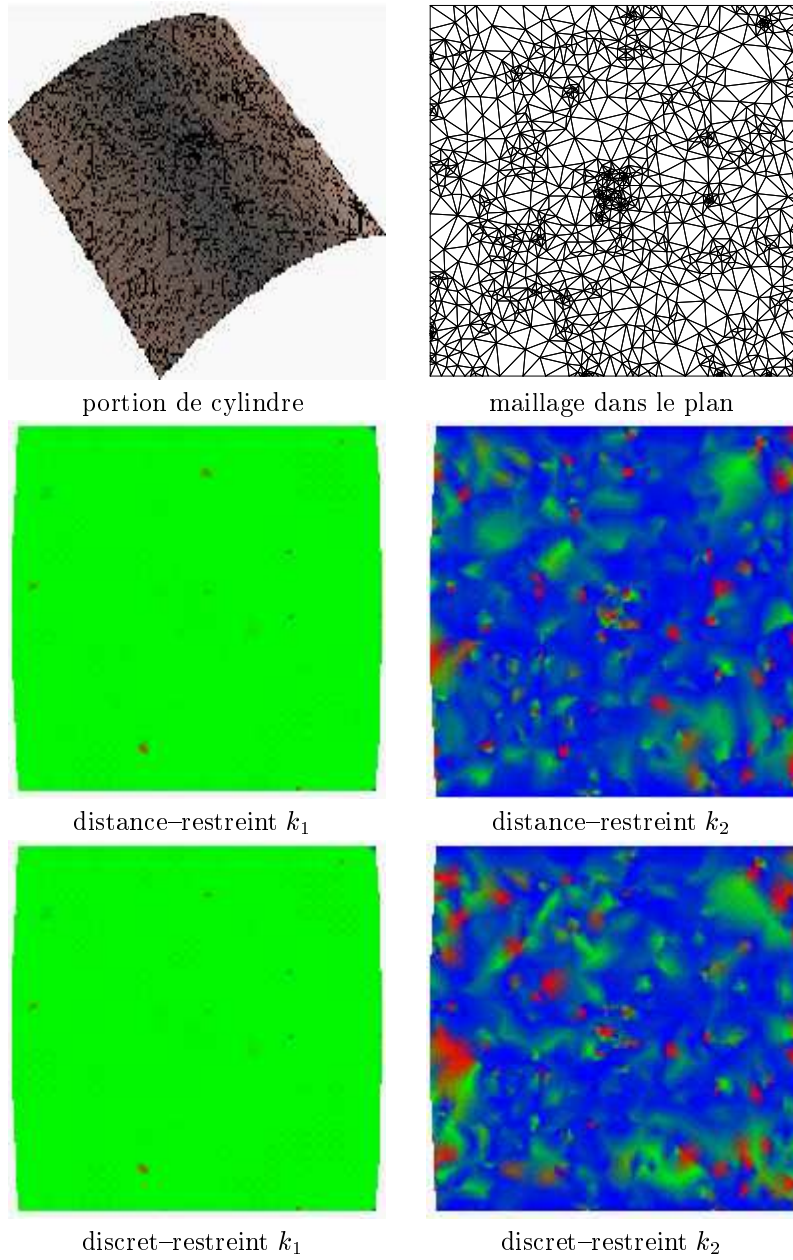 portion de cylindre
maillage dans le plan
distance–restreint k₁
distance–restreint k₂
discret–restreint k₁
discret–restreint k₂